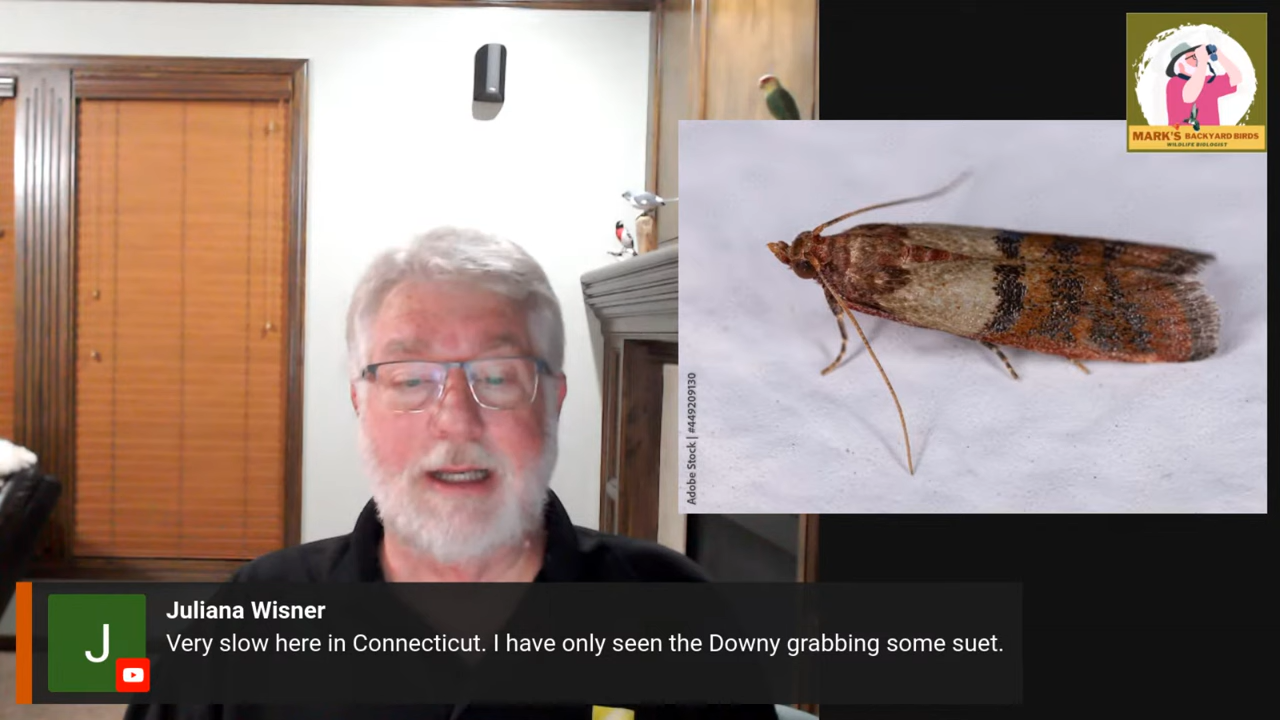 MARK'S BACKYARD BIRDS
WILDLIFE BIOLOGIST
Adobe Stock | #449209130
J
Juliana Wisner
Very slow here in Connecticut. I have only seen the Downy grabbing some suet.